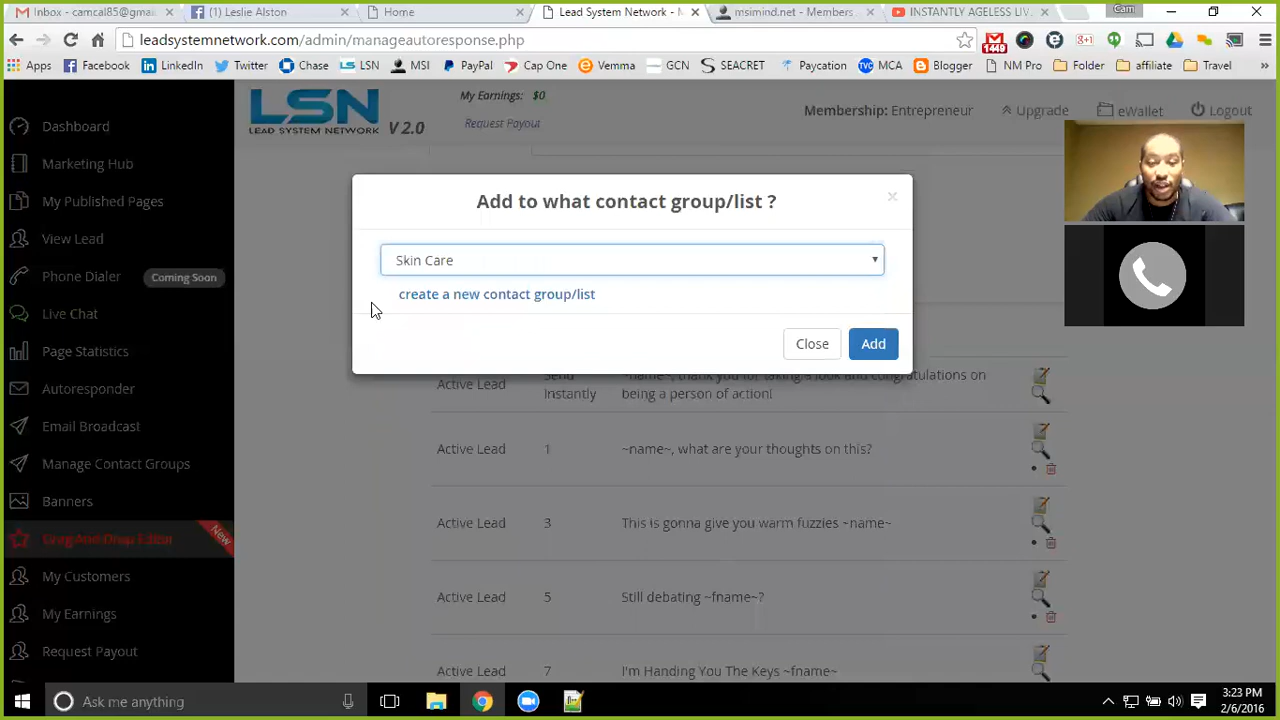 Inbox - camcal85@gmai
(1) Leslie Alston
Home
Lead System Network - M
msimind.net - Members
INSTANTLY AGELESS LIV
Cam
leadsystemnetwork.com/admin/manageautoresponse.php
1449
Apps
Facebook
LinkedIn
Twitter
Chase
LSN
MSI
PayPal
Cap One
Vemma
GCN
SEACRET
Paycation
MCA
Blogger
NM Pro
Folder
affiliate
Travel
»
LSN
LEAD SYSTEM NETWORK
V 2.0
My Earnings: $0
Request Payout
Membership: Entrepreneur
Upgrade
eWallet
Logout
Dashboard
Marketing Hub
My Published Pages
View Lead
Phone Dialer
Coming Soon
Live Chat
Page Statistics
Autoresponder
Email Broadcast
Manage Contact Groups
Banners
Drag And Drop Editor
New
My Customers
My Earnings
Request Payout
Add to what contact group/list ?
×
Skin Care
create a new contact group/list
Close
Add
Active Lead
Send Instantly
~name~, thank you for taking a look and congratulations on
being a person of action!
Active Lead
1
~name~, what are your thoughts on this?
Active Lead
3
This is gonna give you warm fuzzies ~name~
Active Lead
5
Still debating ~fname~?
Active Lead
7
I'm Handing You The Keys ~fname~
Ask me anything
3:23 PM
2/6/2016